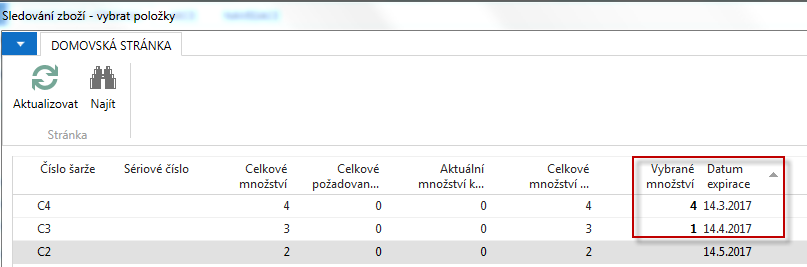 Sledování zboží - vybrat položky
DOMOVSKÁ STRÁNKA
Aktualizovat Najít
Stránka
Číslo šarže Sériové číslo Celkové množství Celkové požadovan... Aktuální množství k... Celkové množství ... Vybrané množství Datum expirace
C4 4 0 0 4 4 14.3.2017
C3 3 0 0 3 1 14.4.2017
C2 2 0 0 2 14.5.2017